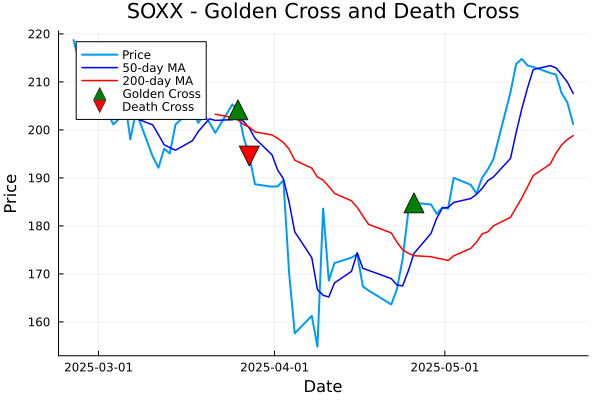 SOXX - Golden Cross and Death Cross
Price
50-day MA
200-day MA
Golden Cross
Death Cross
220
210
200
190
180
170
160
Price
2025-03-01
2025-04-01
2025-05-01
Date